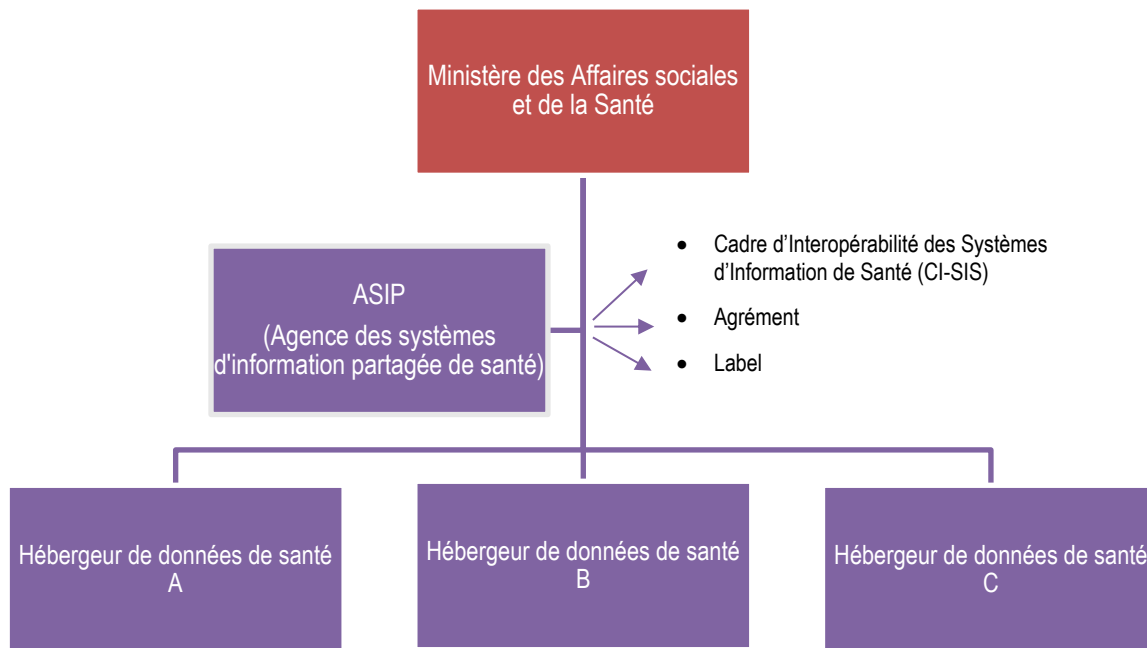 Ministère des Affaires sociales
et de la Santé
ASIP
(Agence des systèmes
d'information partagée de santé)
• Cadre d’Interopérabilité des Systèmes
d’Information de Santé (CI-SIS)
• Agrément
• Label
Hébergeur de données de santé
A
Hébergeur de données de santé
B
Hébergeur de données de santé
C